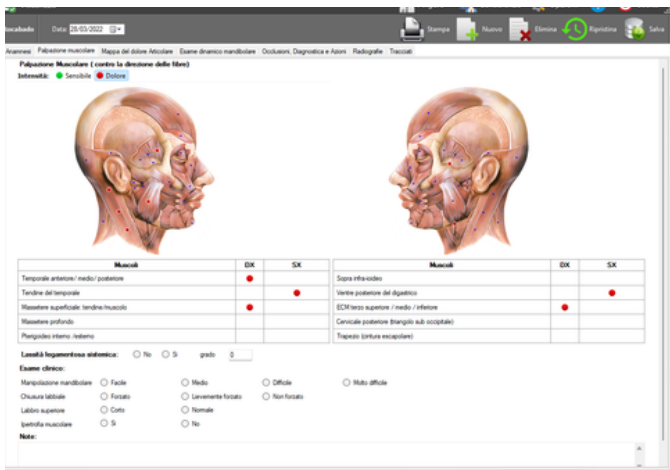 Rocabado Data: 28/03/2022 Stampa Nuovo Elimina Ripristina Salva
Anamnesi Palpazione muscolare Mappa del dolore Articolare Esame dinamico mandibolare Occlusioni, Diagnostica e Azioni Radiografie Tracciati
Palpazione Muscolare ( contro la direzione delle fibre)
Intensità: Sensibile Dolore
Muscoli DX SX Muscoli DX SX
Temporale anteriore/ medio/ posteriore Sopra infra-ioideo
Tendine del temporale Ventre posteriore del digastrico
Massetere superficiale: tendine/muscolo ECM terzo superiore / medio / inferiore
Massetere profondo Cervicale posteriore (triangolo sub occipitale)
Pterigoideo interno /esterno Trapezio (cintura escapolare)
Lassità legamentosa sistemica: No Si grado 0
Esame clinico:
Manipolazione mandibolare Facile Medio Difficile Molto difficile
Chiusura labbiale Forzato Lievemente forzato Non forzato
Labbro superiore Corto Normale
Ipetrofia muscolare Si No
Note: